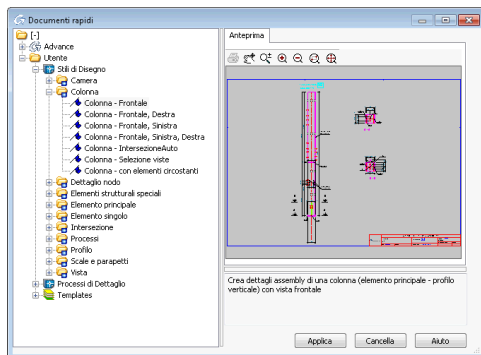 Documenti rapidi
[-]
Advance
Utente
Stili di Disegno
Camera
Colonna
Colonna - Frontale
Colonna - Frontale, Destra
Colonna - Frontale, Sinistra
Colonna - Frontale, Sinistra, Destra
Colonna - IntersezioneAuto
Colonna - Selezione viste
Colonna - con elementi circostanti
Dettaglio nodo
Elementi strutturali speciali
Elemento principale
Elemento singolo
Intersezione
Processi
Profilo
Scale e parapetti
Vista
Processi di Dettaglio
Templates
Anteprima
Crea dettagli assembly di una colonna (elemento principale - profilo
verticale) con vista frontale
Applica
Cancella
Aiuto